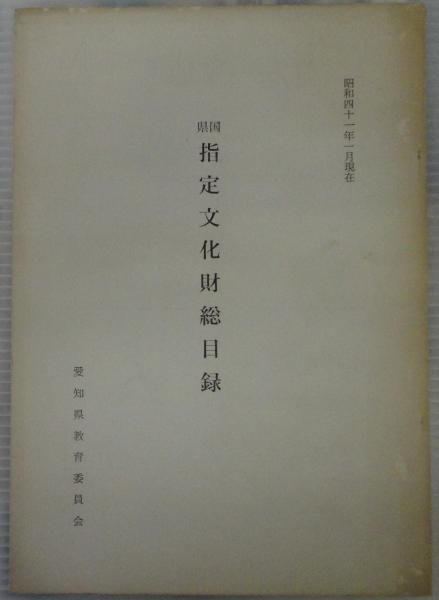 昭和四十一年一月現在
国県
指定文化財総目録
愛知県教育委員会